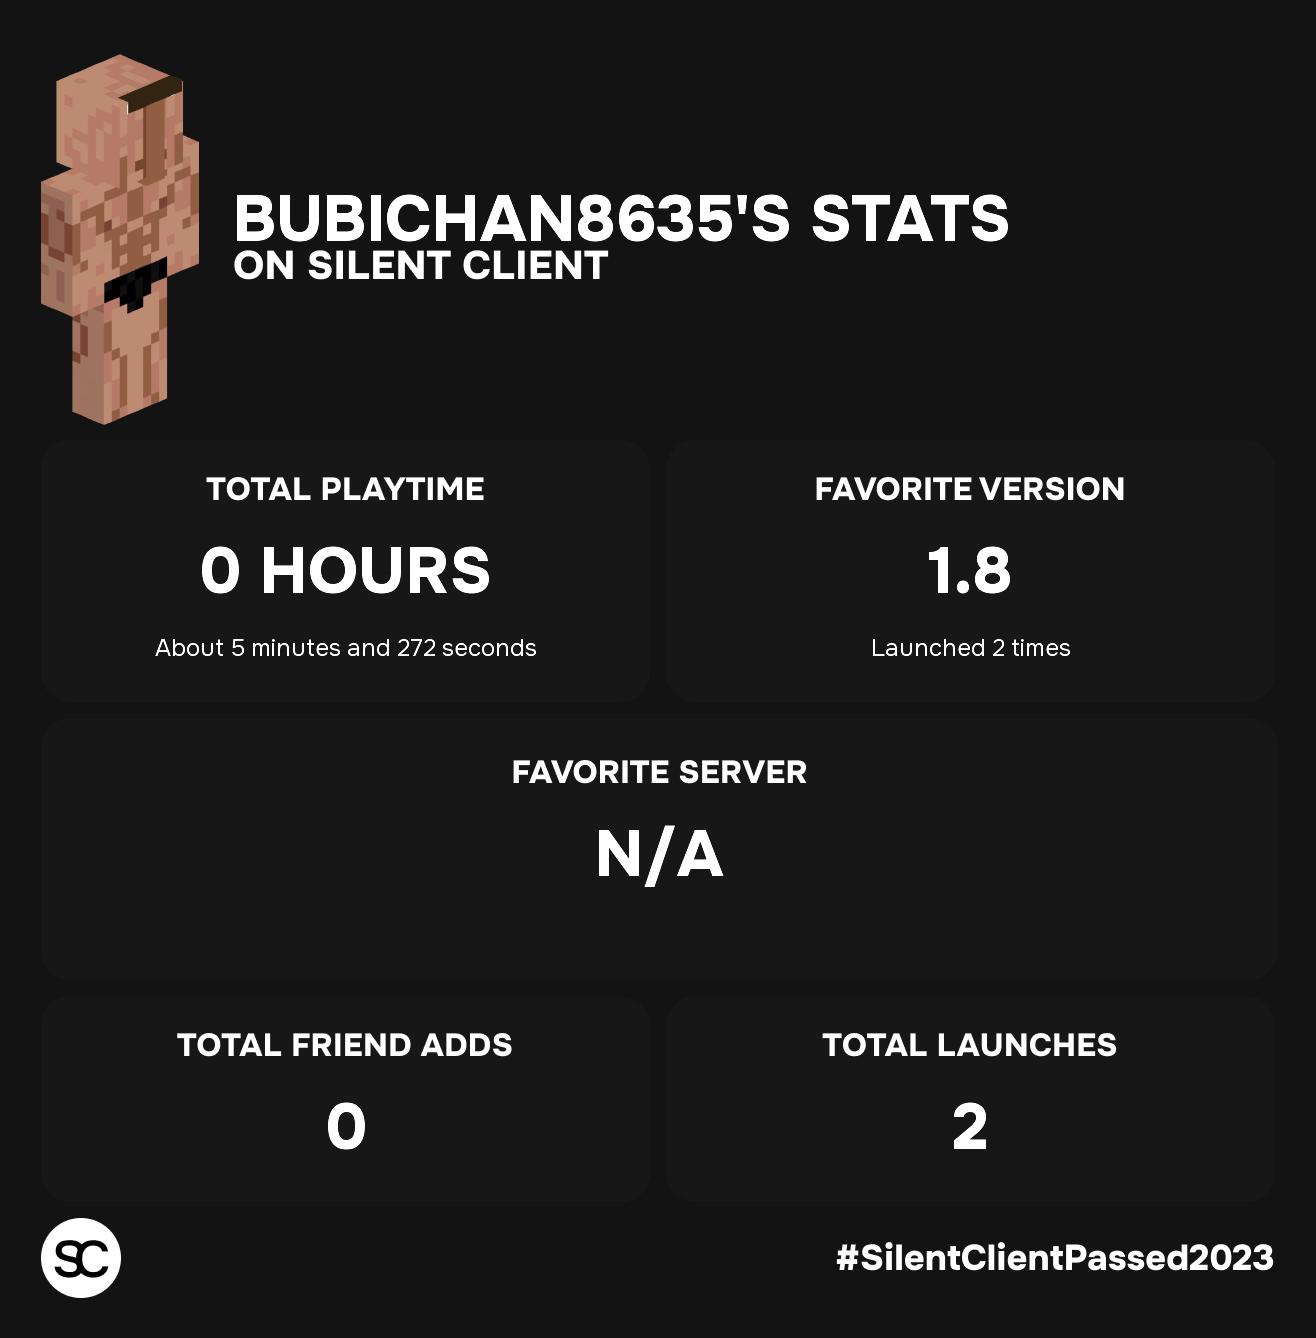 BUBICHAN8635'S STATS
ON SILENT CLIENT
TOTAL PLAYTIME
0 HOURS
About 5 minutes and 272 seconds
FAVORITE VERSION
1.8
Launched 2 times
FAVORITE SERVER
N/A
TOTAL FRIEND ADDS
0
TOTAL LAUNCHES
2
SC
#SilentClientPassed2023